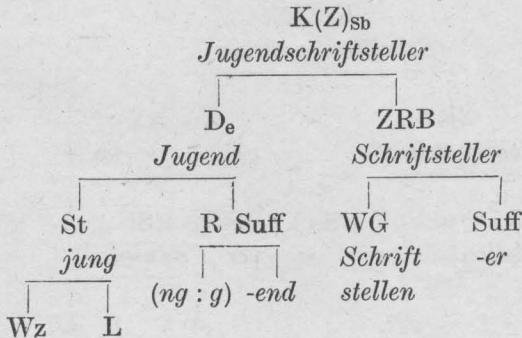 K(Z)Sb
Jugendschriftsteller
De ZRB
Jugend Schriftsteller
St R Suff WG Suff
jung Schrift -er
(ng : g) -end stellen
Wz L